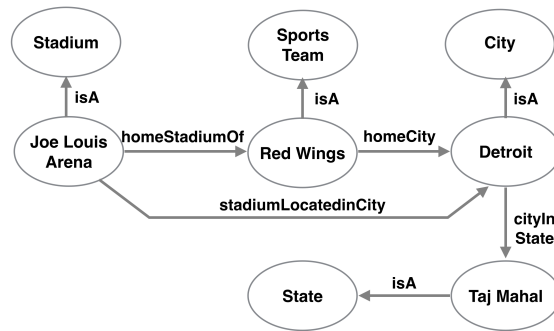 Stadium
Sports
Team
City
isA
isA
isA
Joe Louis
Arena
homeStadiumOf
Red Wings
homeCity
Detroit
stadiumLocatedinCity
cityIn
State
State
isA
Taj Mahal